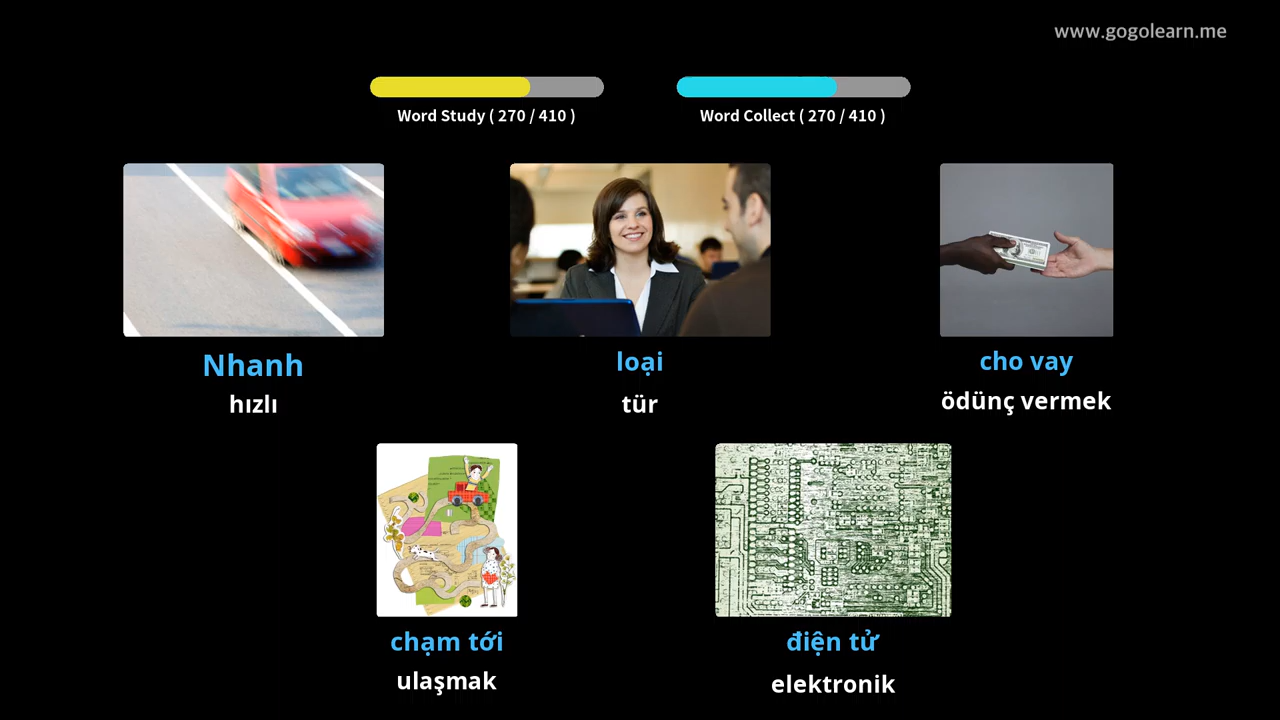 www.gogolearn.me
Word Study ( 270 / 410 )
Word Collect ( 270 / 410 )
Nhanh
hızlı
loại
tür
cho vay
ödünç vermek
chạm tới
ulaşmak
điện tử
elektronik